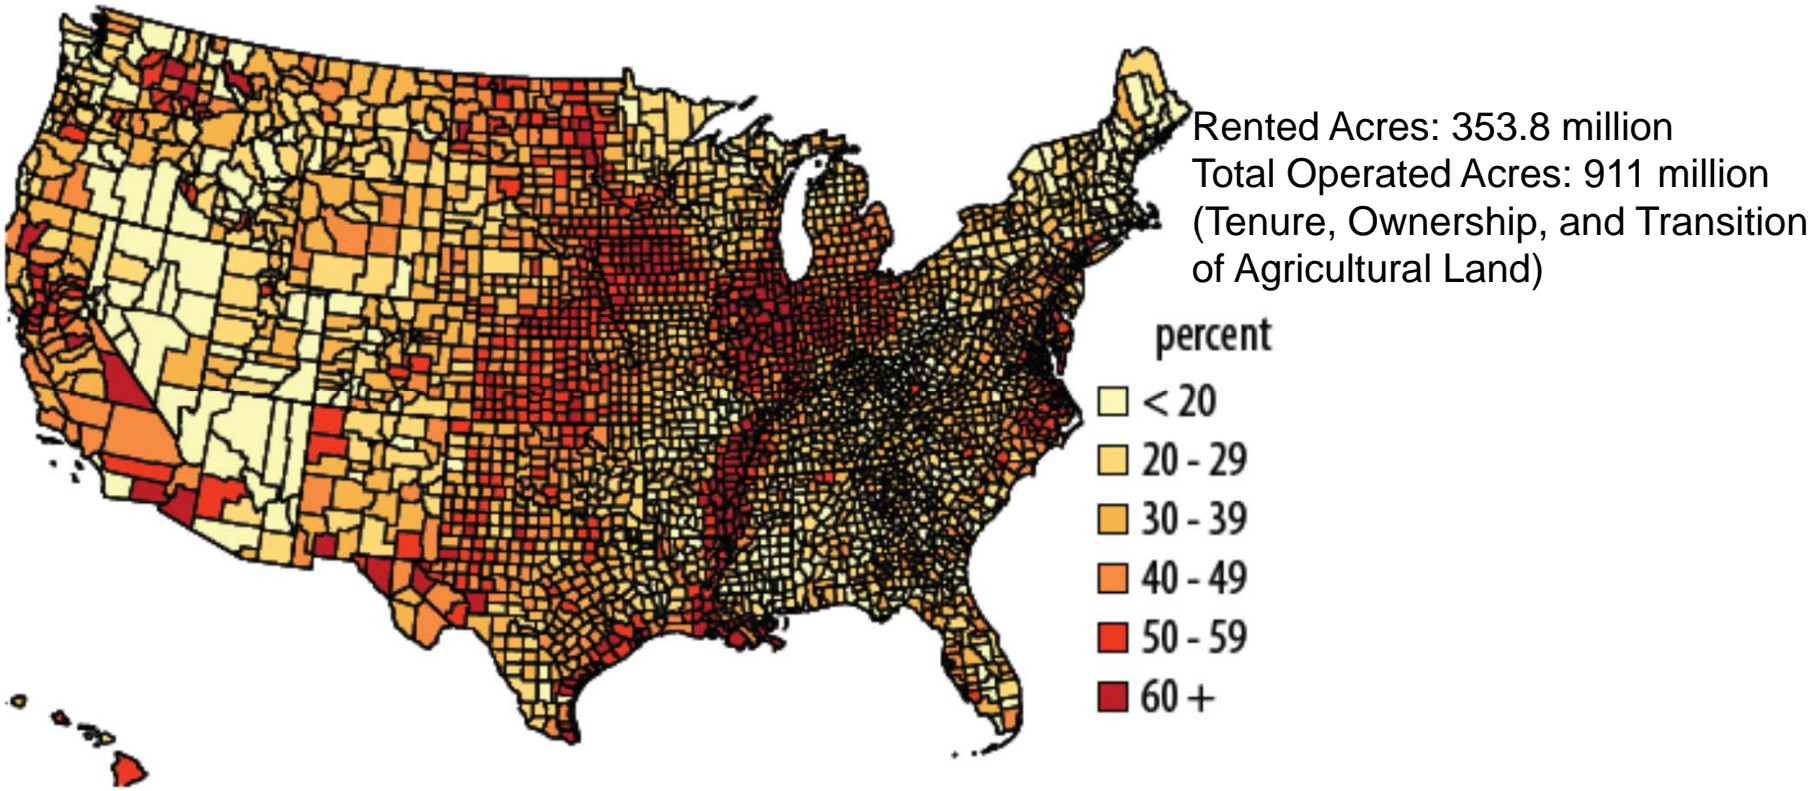 Rented Acres: 353.8 million
Total Operated Acres: 911 million
(Tenure, Ownership, and Transition
of Agricultural Land)
percent
< 20
20 - 29
30 - 39
40 - 49
50 - 59
60 +